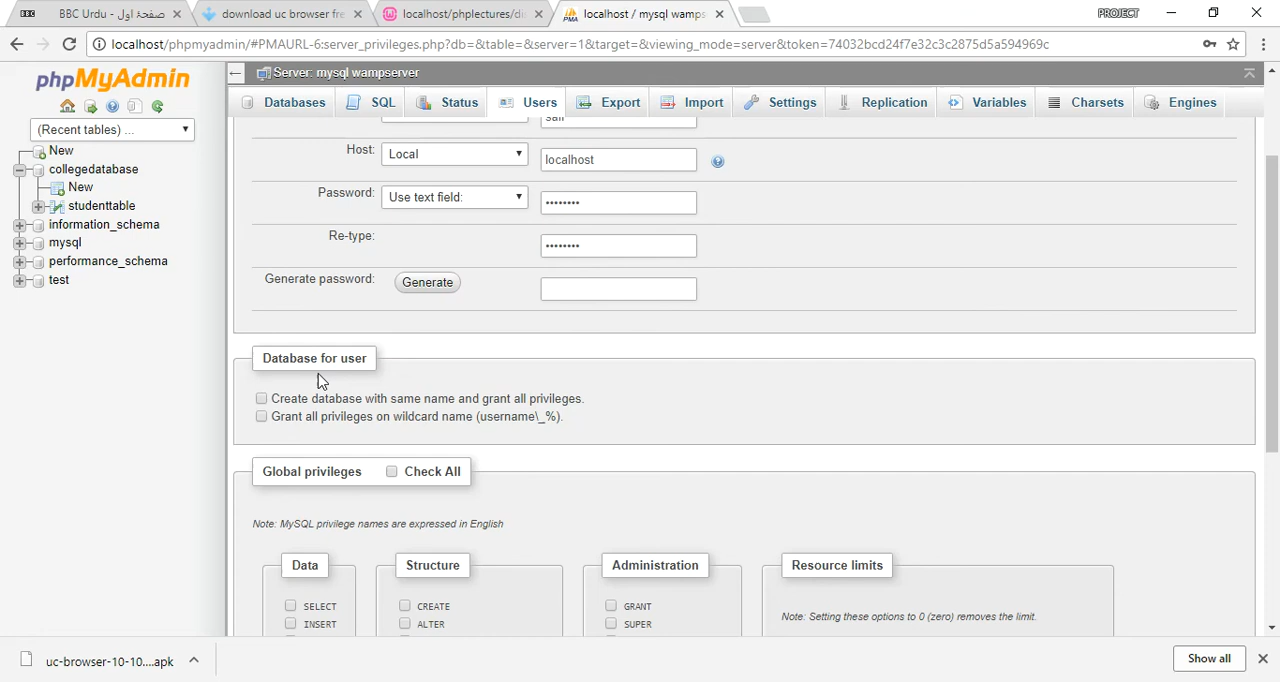 BBC Urdu - صفحۂ اول
download uc browser fre
localhost/phplectures/di
localhost / mysql wamps
PROJECT
localhost/phpmyadmin/#PMAURL-6:server_privileges.php?db=&table=&server=1&target=&viewing_mode=server&token=74032bcd24f7e32c3c2875d5a594969c
phpMyAdmin
(Recent tables) ...
New
collegedatabase
New
studenttable
information_schema
mysql
performance_schema
test
Server: mysql wampserver
Databases SQL Status Users Export Import Settings Replication Variables Charsets Engines
Host: Local localhost
Password: Use text field: ••••••••
Re-type: ••••••••
Generate password: Generate
Database for user
Create database with same name and grant all privileges.
Grant all privileges on wildcard name (username\_%).
Global privileges Check All
Note: MySQL privilege names are expressed in English
Data Structure Administration Resource limits
SELECT CREATE GRANT
Note: Setting these options to 0 (zero) removes the limit.
INSERT ALTER SUPER
uc-browser-10-10....apk
Show all